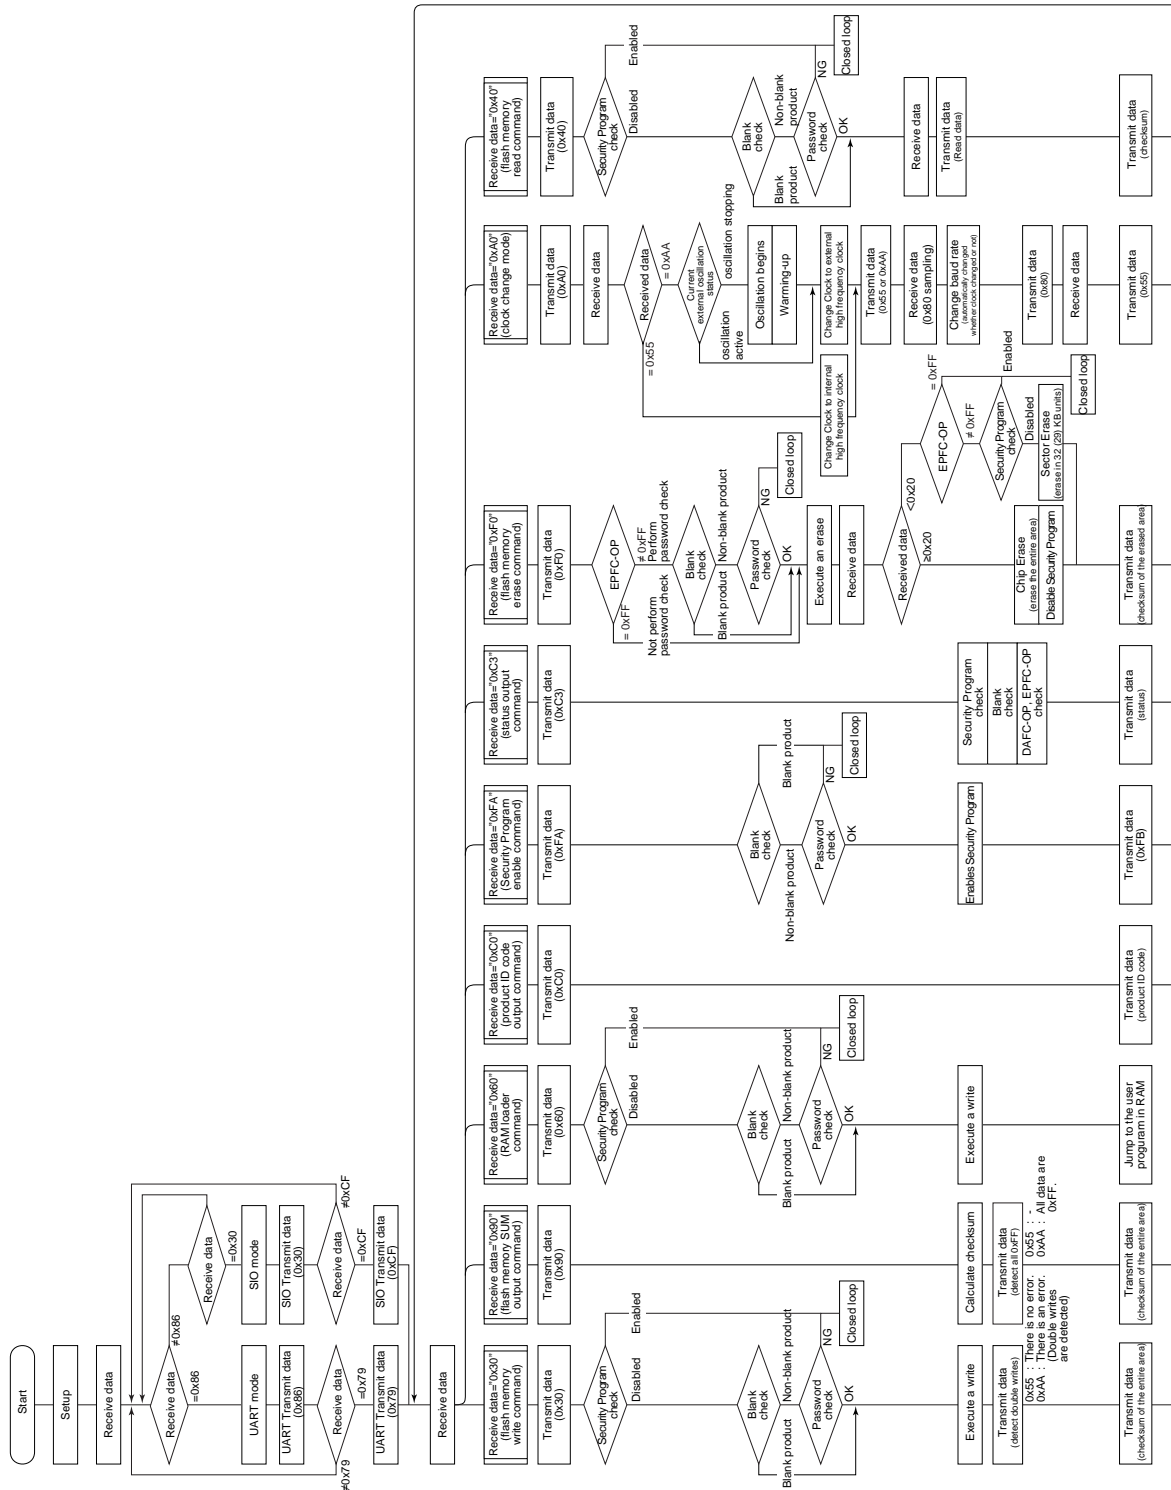 Start
Setup
Receive data
Receive data
≠0x86
=0x86
Receive data
=0x30
UART mode
UART Transmit data
(0x86)
SIO mode
SIO Transmit data
(0x30)
Receive data
≠0x79
=0x79
Receive data
≠0xCF
=0xCF
UART Transmit data
(0x79)
SIO Transmit data
(0xCF)
Receive data
Receive data="0x30"
(flash memory
write command)
Transmit data
(0x30)
Security Program
check
Enabled
Disabled
Blank
check
Blank product
Non-blank product
Password
check
NG
OK
Closed loop
Execute a write
Transmit data
(detect double writes)
0x55 : There is no error.
0xAA : There is an error.
(Double writes
are detected)
Transmit data
(checksum of the entire area)
Receive data="0x90"
(flash memory SUM
output command)
Transmit data
(0x90)
Calculate checksum
Transmit data
(detect all 0xFF)
0x55 : -
0xAA : All data are
0xFF.
Transmit data
(checksum of the entire area)
Receive data="0x60"
(RAM loader
command)
Transmit data
(0x60)
Security Program
check
Enabled
Disabled
Blank
check
Blank product
Non-blank product
Password
check
NG
OK
Closed loop
Execute a write
Jump to the user
proguram in RAM
Receive data="0xC0"
(product ID code
output command)
Transmit data
(0xC0)
Transmit data
(product ID)
Receive data="0xFA"
(Security Program
enable command)
Transmit data
(0xFA)
Blank
check
Blank product
Non-blank product
Password
check
NG
OK
Closed loop
Enables Security Program
Transmit data
(0xFB)
Receive data="0xC3"
(status output
command)
Transmit data
(0xC3)
Security Program
check
Blank
check
DAFC-OP, EPFC-OP
check
Transmit data
(status)
Receive data="0xF0"
(flash memory
erase command)
Transmit data
(0xF0)
EPFC-OP
= 0xFF
Not perform
password check
≠ 0xFF
Perform
password check
Blank
check
Blank product
Non-blank product
Password
check
NG
OK
Closed loop
Execute an erase
Receive data
Received data
<0x20
≥0x20
EPFC-OP
= 0xFF
≠ 0xFF
Security Program
check
Enabled
Disabled
Closed loop
Chip Erase
(erase the entire area)
Disable Security Program
Sector Erase
(erase in 32 (29) KB units)
Transmit data
(checksum of the erased area)
Receive data="0xA0"
(clock change mode)
Transmit data
(0xA0)
Receive data
Received data
= 0x55
= 0xAA
Current
external oscillation
status
oscillation
active
oscillation stopping
Oscillation begins
Warming-up
Change Clock to internal
high frequency clock
Change Clock to external
high frequency clock
Transmit data
(0x55 or 0xAA)
Receive data
(0x80 sampling)
Change baud rate
(automatically changed
whether clock changed or not)
Transmit data
(0x80)
Receive data
Transmit data
(0x55)
Receive data="0x40"
(flash memory
read command)
Transmit data
(0x40)
Security Program
check
Enabled
Disabled
Blank
check
Blank
product
Non-blank
product
Password
check
NG
OK
Closed loop
Receive data
Transmit data
(Read data)
Transmit data
(checksum)